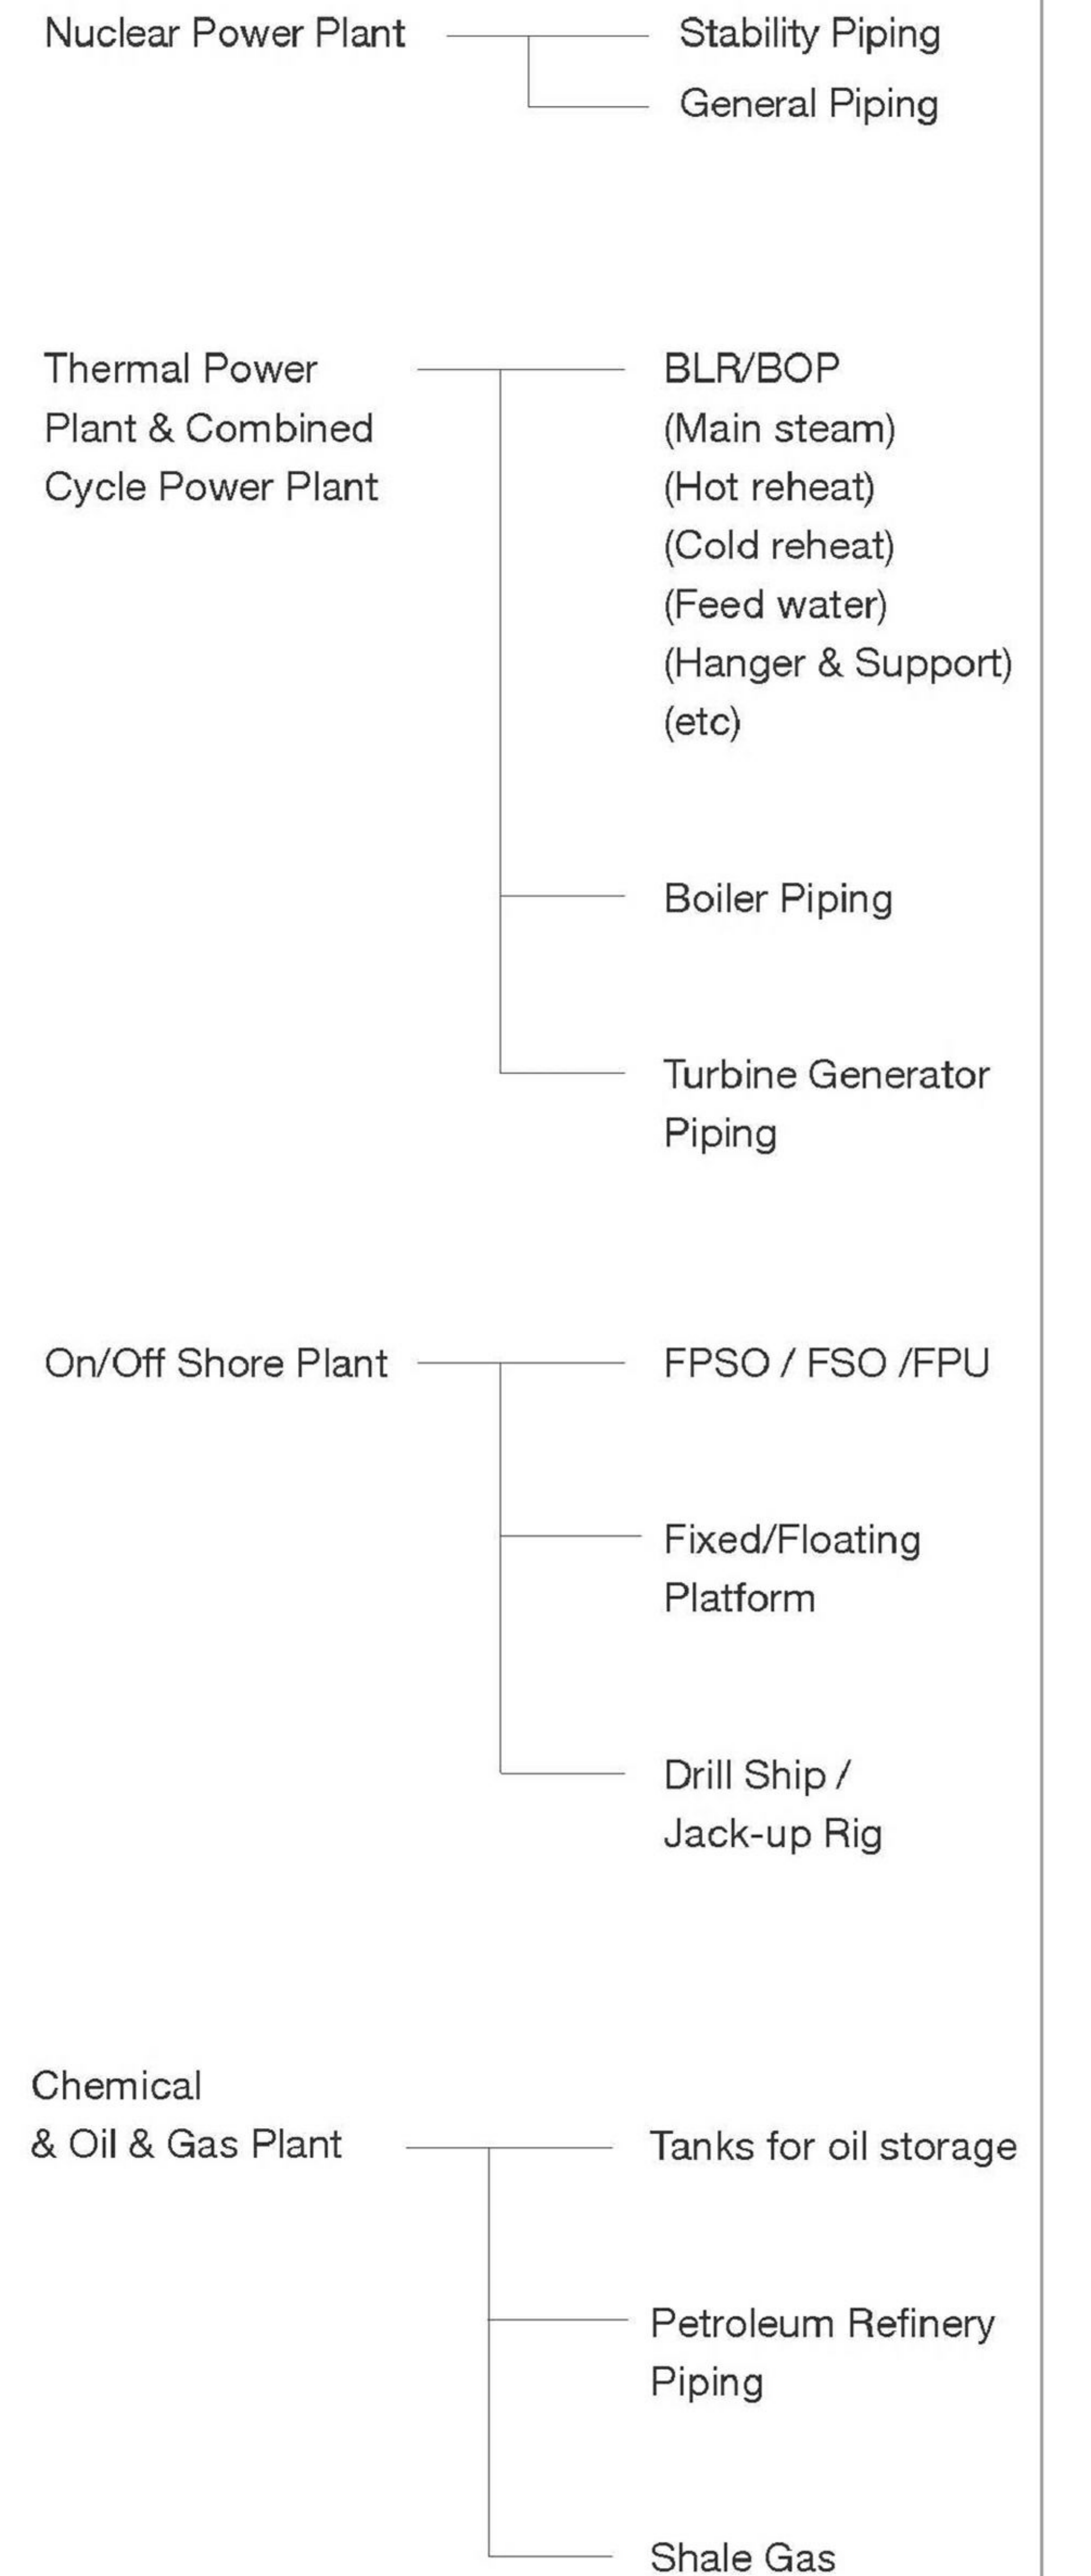 Nuclear Power Plant
Stability Piping
General Piping
Thermal Power
Plant & Combined
Cycle Power Plant
BLR/BOP
(Main steam)
(Hot reheat)
(Cold reheat)
(Feed water)
(Hanger & Support)
(etc)
Boiler Piping
Turbine Generator
Piping
On/Off Shore Plant
FPSO / FSO /FPU
Fixed/Floating
Platform
Drill Ship /
Jack-up Rig
Chemical
& Oil & Gas Plant
Tanks for oil storage
Petroleum Refinery
Piping
Shale Gas